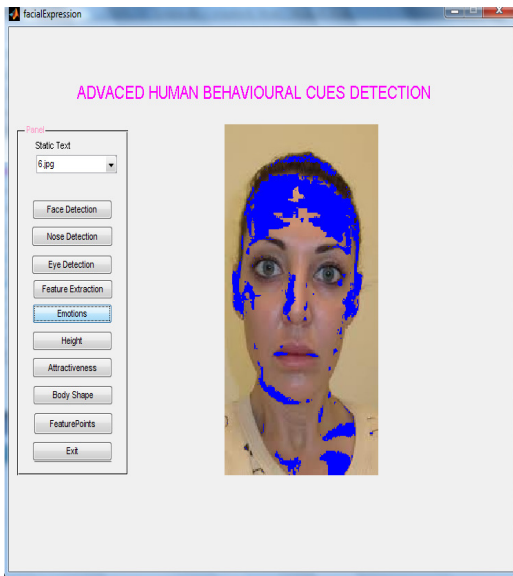 facialExpression
ADVACED HUMAN BEHAVIOURAL CUES DETECTION
Panel
Static Text
6.jpg
Face Detection
Nose Detection
Eye Detection
Feature Extraction
Emotions
Height
Attractiveness
Body Shape
FeaturePoints
Exit